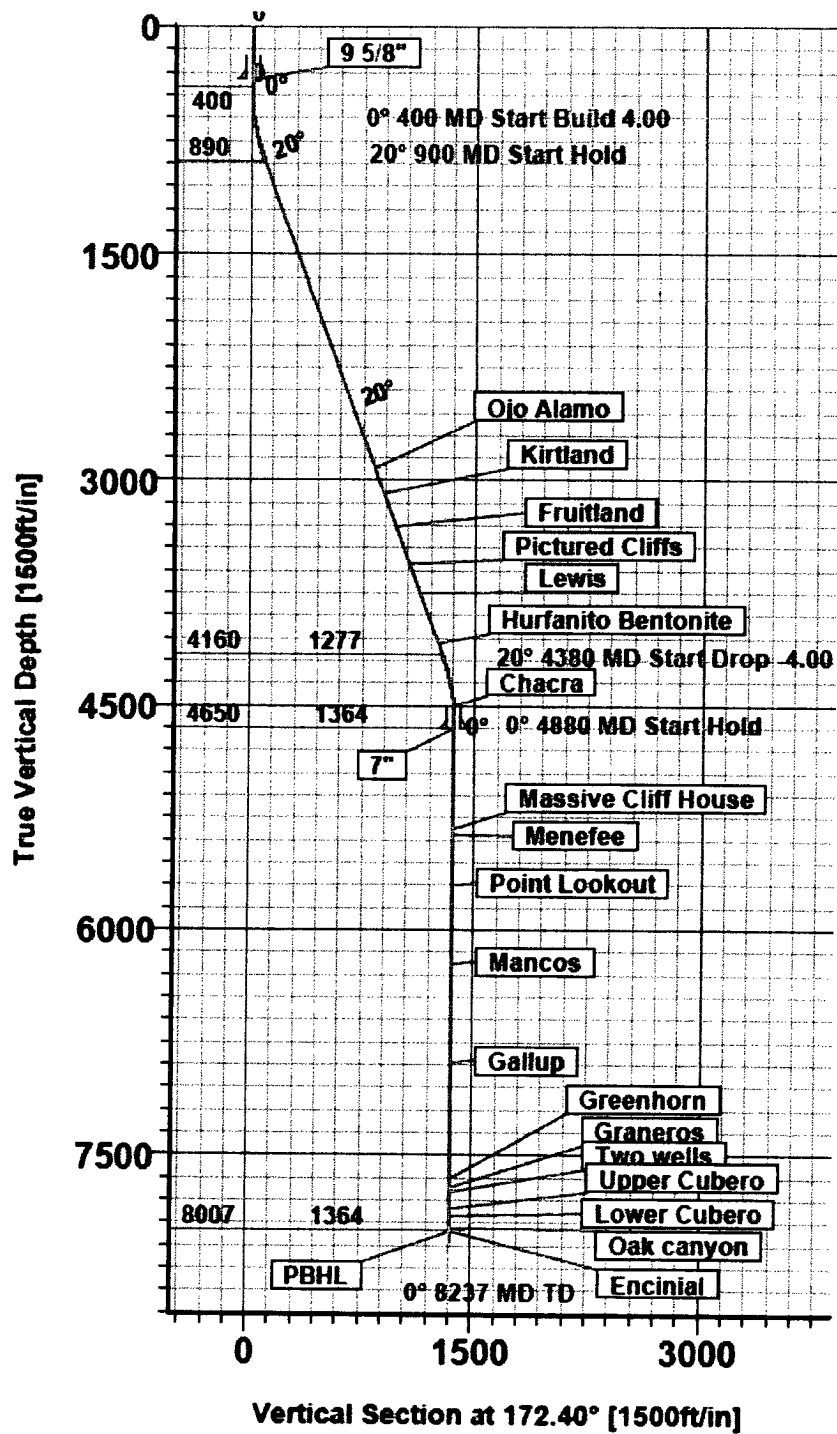 0
0
9 5/8"
0°
400
0° 400 MD Start Build 4.00
890
20°
20° 900 MD Start Hold
1500
20°
Ojo Alamo
Kirtland
3000
Fruitland
Pictured Cliffs
Lewis
Hurfanito Bentonite
4160
1277
20° 4380 MD Start Drop -4.00
Chacra
4500
4650
1364
0°
0° 4880 MD Start Hold
7"
Massive Cliff House
Menefee
Point Lookout
6000
Mancos
Gallup
Greenhorn
Graneros
Two wells
7500
Upper Cubero
8007
1364
Lower Cubero
Oak canyon
PBHL
Encinial
0° 8237 MD TD
0
1500
3000
True Vertical Depth [1500ft/in]
Vertical Section at 172.40° [1500ft/in]